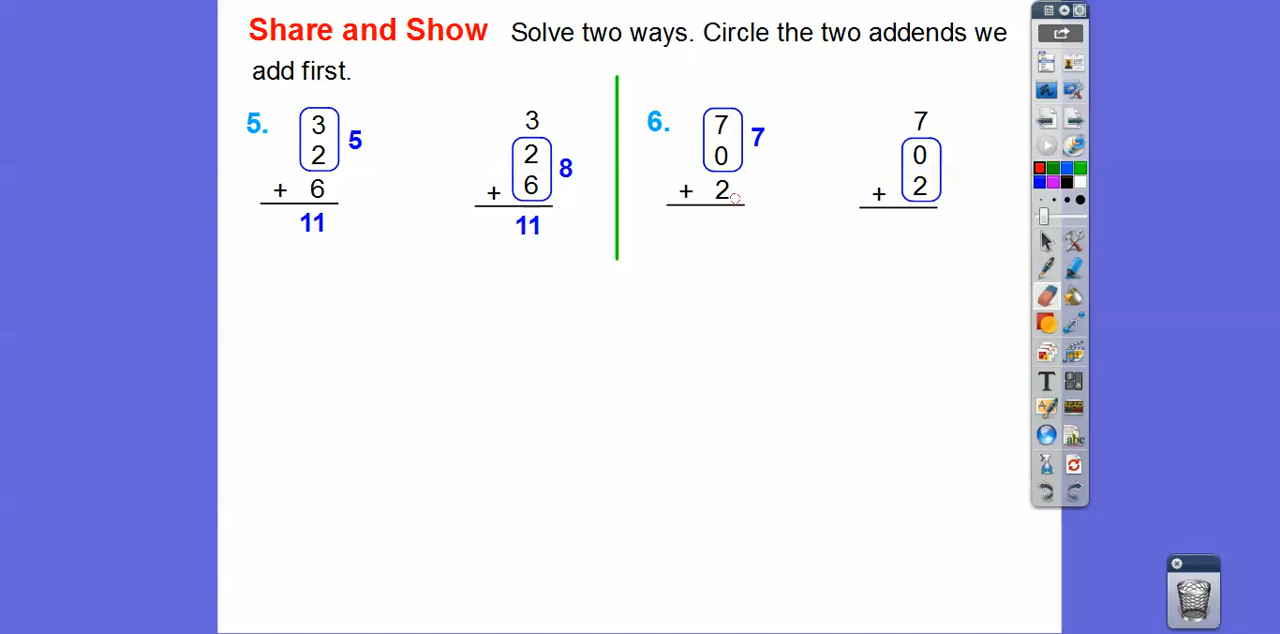 Share and Show Solve two ways. Circle the two addends we
add first.
5. 3 3 6. 7 7
2 5 2 8 0 7 0
+ 6 + 6 + 2 + 2
11 11